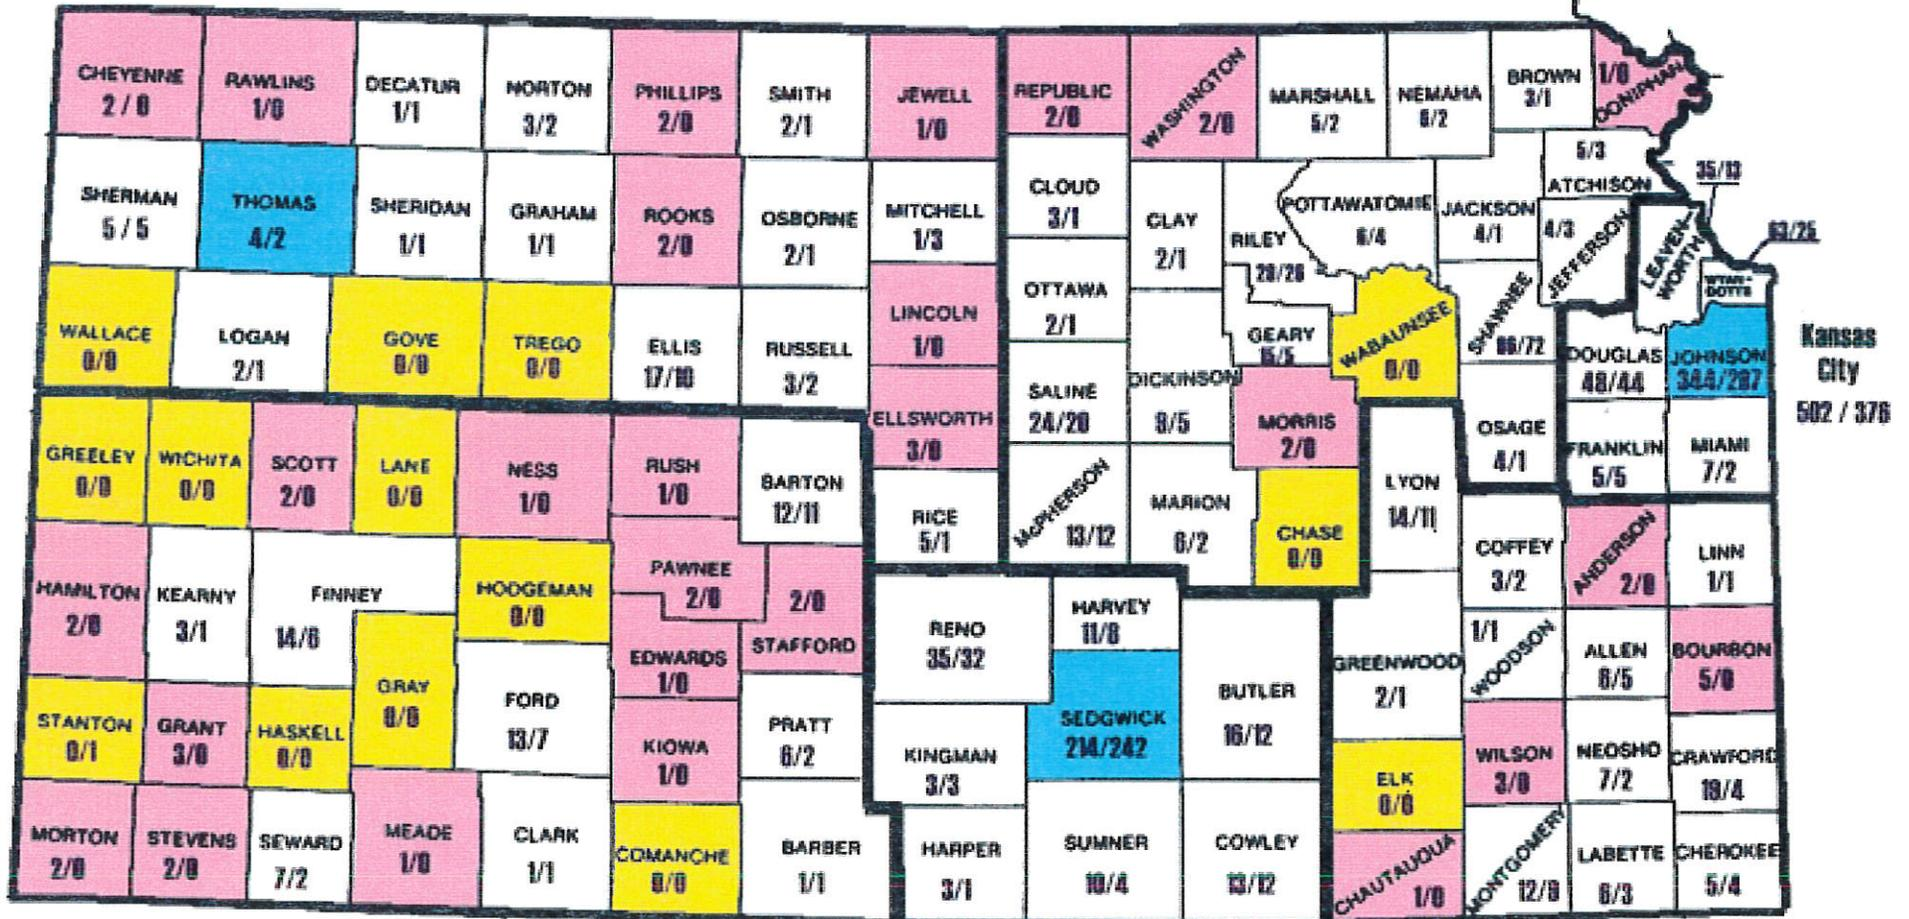 CHEYENNE
2 / 0
RAWLINS
1/0
DECATUR
1/1
NORTON
3/2
PHILLIPS
2/0
SMITH
2/1
JEWELL
1/0
REPUBLIC
2/0
WASHINGTON
2/0
MARSHALL
5/2
NEMAHA
6/2
BROWN
3/1
1/0
DONIPHAN
SHERMAN
5 / 5
THOMAS
4/2
SHERIDAN
1/1
GRAHAM
1/1
ROOKS
2/0
OSBORNE
2/1
MITCHELL
1/3
CLOUD
3/1
CLAY
2/1
RILEY
28/26
POTTAWATOMIE
6/4
JACKSON
4/1
5/3
ATCHISON
4/3
JEFFERSON
35/13
LEAVEN-
WORTH
63/25
WYAN-
DOTTE
WALLACE
0/0
LOGAN
2/1
GOVE
0/0
TREGO
0/0
ELLIS
17/10
RUSSELL
3/2
LINCOLN
1/0
OTTAWA
2/1
GEARY
15/5
WABAUNSEE
0/0
SHAWNEE
86/72
DOUGLAS
48/44
JOHNSON
344/287
Kansas
City
502 / 376
ELLSWORTH
3/0
SALINE
24/20
DICKINSON
9/5
MORRIS
2/0
OSAGE
4/1
FRANKLIN
5/5
MIAMI
7/2
GREELEY
0/0
WICHITA
0/0
SCOTT
2/0
LANE
0/0
NESS
1/0
RUSH
1/0
BARTON
12/11
RICE
5/1
McPHERSON
13/12
MARION
6/2
CHASE
0/0
LYON
14/11
COFFEY
3/2
ANDERSON
2/0
LINN
1/1
HAMILTON
2/0
KEARNY
3/1
FINNEY
14/6
HODGEMAN
0/0
PAWNEE
2/0
2/0
STAFFORD
EDWARDS
1/0
RENO
35/32
HARVEY
11/8
BUTLER
16/12
GREENWOOD
2/1
1/1
WOODSON
ALLEN
6/5
BOURBON
5/0
STANTON
0/1
GRANT
3/0
HASKELL
0/0
GRAY
0/0
FORD
13/7
KIOWA
1/0
PRATT
6/2
KINGMAN
3/3
SEDGWICK
214/242
ELK
0/0
WILSON
3/0
NEOSHO
7/2
CRAWFORD
19/4
MORTON
2/0
STEVENS
2/0
SEWARD
7/2
MEADE
1/0
CLARK
1/1
COMANCHE
0/0
BARBER
1/1
HARPER
3/1
SUMNER
10/4
COWLEY
13/12
CHAUTAUQUA
1/0
MONTGOMERY
12/9
LABETTE
6/3
CHEROKEE
5/4